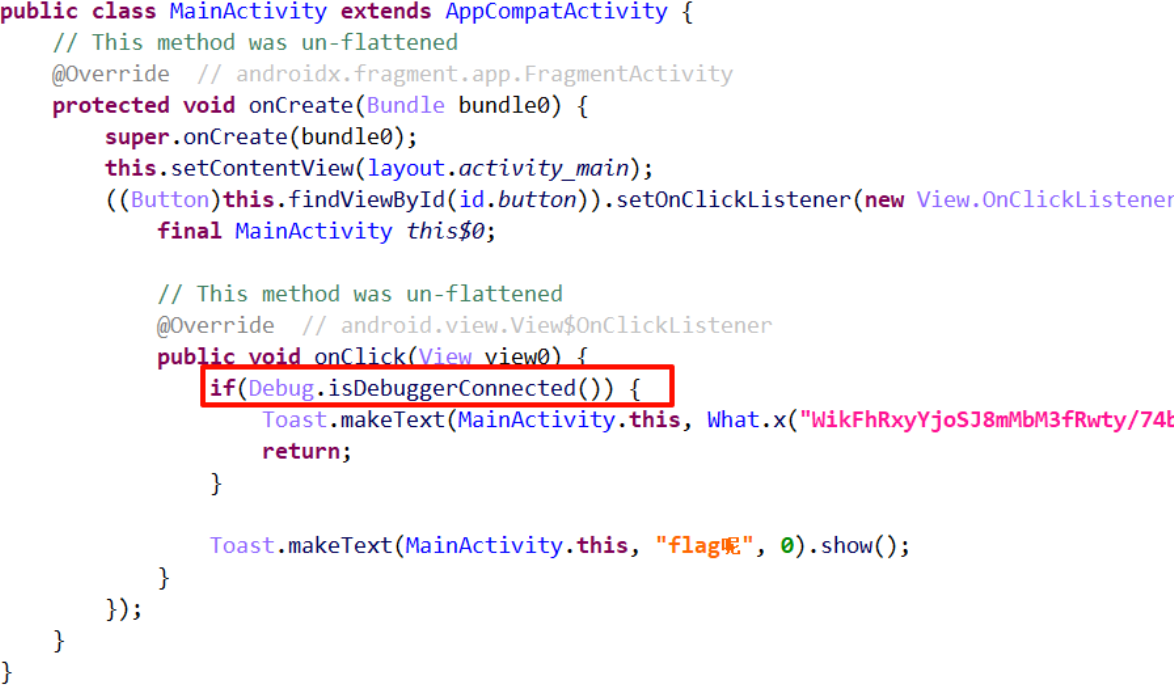 public class MainActivity extends AppCompatActivity {
// This method was un-flattened
@Override // androidx.fragment.app.FragmentActivity
protected void onCreate(Bundle bundle0) {
super.onCreate(bundle0);
this.setContentView(layout.activity_main);
((Button)this.findViewById(id.button)).setOnClickListener(new View.OnClickListener
final MainActivity this$0;
// This method was un-flattened
@Override // android.view.View$OnClickListener
public void onClick(View view0) {
if(Debug.isDebuggerConnected()) {
Toast.makeText(MainActivity.this, What.x("WikFhRxyYjoSJ8mMbM3fRwty/74b
return;
}
Toast.makeText(MainActivity.this, "flag呢", 0).show();
}
});
}
}